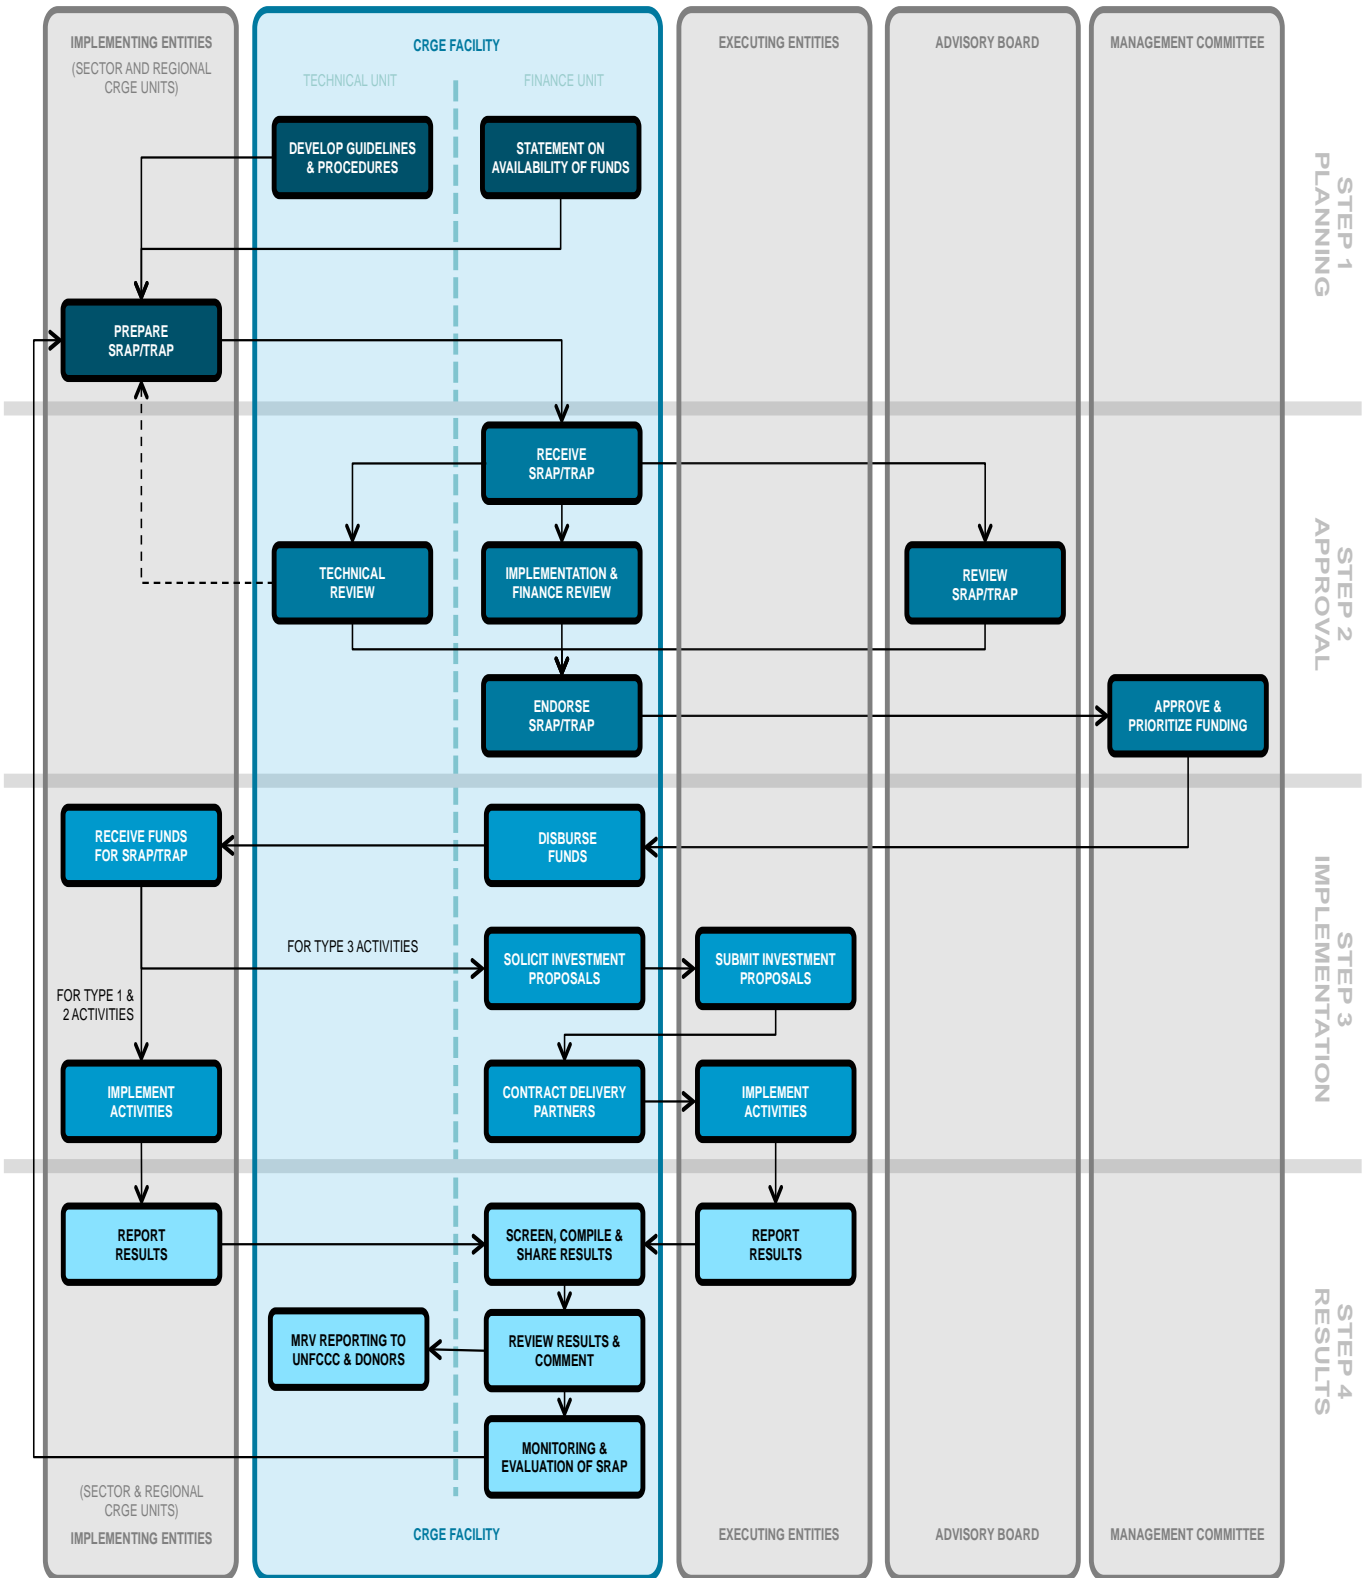 IMPLEMENTING ENTITIES
(SECTOR AND REGIONAL
CRGE UNITS)
CRGE FACILITY
TECHNICAL UNIT
FINANCE UNIT
EXECUTING ENTITIES
ADVISORY BOARD
MANAGEMENT COMMITTEE
STEP 1
PLANNING
DEVELOP GUIDELINES
& PROCEDURES
STATEMENT ON
AVAILABILITY OF FUNDS
PREPARE
SRAP/TRAP
STEP 2
APPROVAL
RECEIVE
SRAP/TRAP
TECHNICAL
REVIEW
IMPLEMENTATION &
FINANCE REVIEW
REVIEW
SRAP/TRAP
ENDORSE
SRAP/TRAP
APPROVE &
PRIORITIZE FUNDING
STEP 3
IMPLEMENTATION
RECEIVE FUNDS
FOR SRAP/TRAP
DISBURSE
FUNDS
FOR TYPE 3 ACTIVITIES
SOLICIT INVESTMENT
PROPOSALS
SUBMIT INVESTMENT
PROPOSALS
FOR TYPE 1 &
2 ACTIVITIES
IMPLEMENT
ACTIVITIES
CONTRACT DELIVERY
PARTNERS
IMPLEMENT
ACTIVITIES
STEP 4
RESULTS
REPORT
RESULTS
SCREEN, COMPILE &
SHARE RESULTS
REPORT
RESULTS
MRV REPORTING TO
UNFCCC & DONORS
REVIEW RESULTS &
COMMENT
MONITORING &
EVALUATION OF SRAP
(SECTOR & REGIONAL
CRGE UNITS)
IMPLEMENTING ENTITIES
CRGE FACILITY
EXECUTING ENTITIES
ADVISORY BOARD
MANAGEMENT COMMITTEE